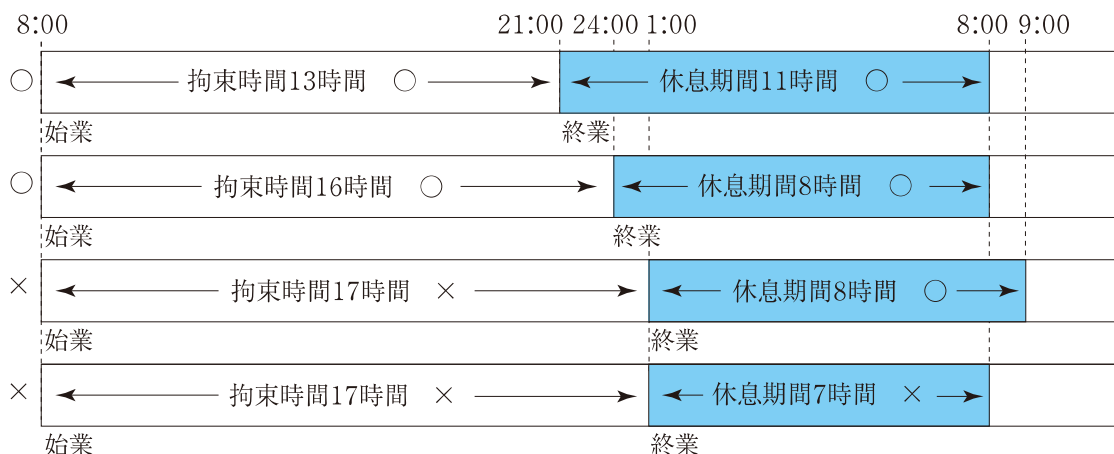 8:00 21:00 24:00 1:00 8:00 9:00
○ 拘束時間13時間 ○ 休息期間11時間 ○
始業 終業
○ 拘束時間16時間 ○ 休息期間8時間 ○
始業 終業
× 拘束時間17時間 × 休息期間8時間 ○
始業 終業
× 拘束時間17時間 × 休息期間7時間 ×
始業 終業